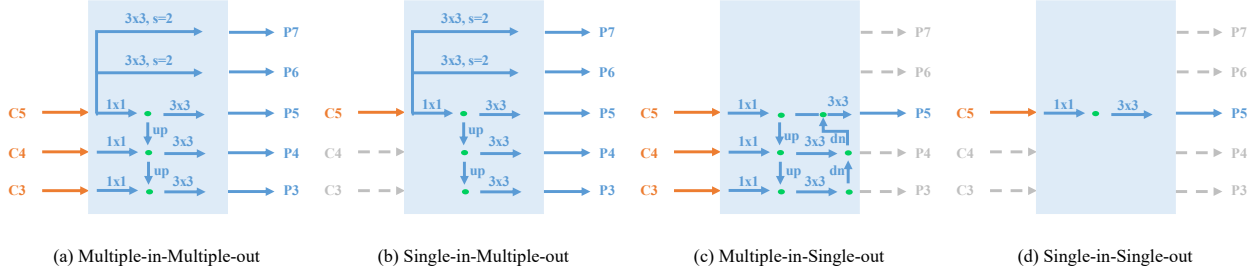 3x3, s=2
P7
3x3, s=2
P6
C5
1x1
3x3
P5
up
C4
1x1
3x3
P4
up
C3
1x1
3x3
P3
(a) Multiple-in-Multiple-out
3x3, s=2
P7
3x3, s=2
P6
C5
1x1
3x3
P5
up
C4
3x3
P4
up
C3
3x3
P3
(b) Single-in-Multiple-out
P7
P6
C5
1x1
3x3
P5
up
dn
C4
1x1
3x3
P4
up
dn
C3
1x1
3x3
P3
(c) Multiple-in-Single-out
P7
P6
C5
1x1
3x3
P5
C4
P4
C3
P3
(d) Single-in-Single-out